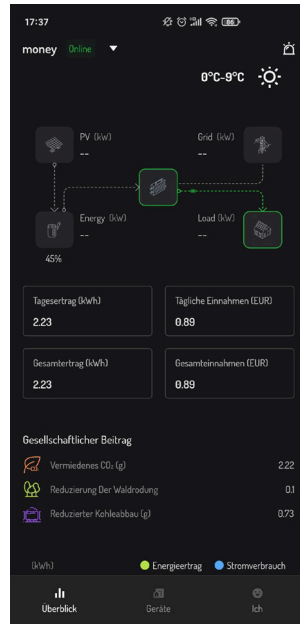 17:37
86
money Online
0°C-9°C
PV (kW)
--
Grid (kW)
--
Energy (kW)
--
Load (kW)
--
45%
Tagesertrag (kWh)
2.23
Tägliche Einnahmen (EUR)
0.89
Gesamtertrag (kWh)
2.23
Gesamteinnahmen (EUR)
0.89
Gesellschaftlicher Beitrag
Vermiedenes CO₂ (g) 2.22
Reduzierung Der Waldrodung 0.1
Reduzierter Kohleabbau (g) 0.73
(kWh) Energieertrag Stromverbrauch
Überblick Geräte Ich